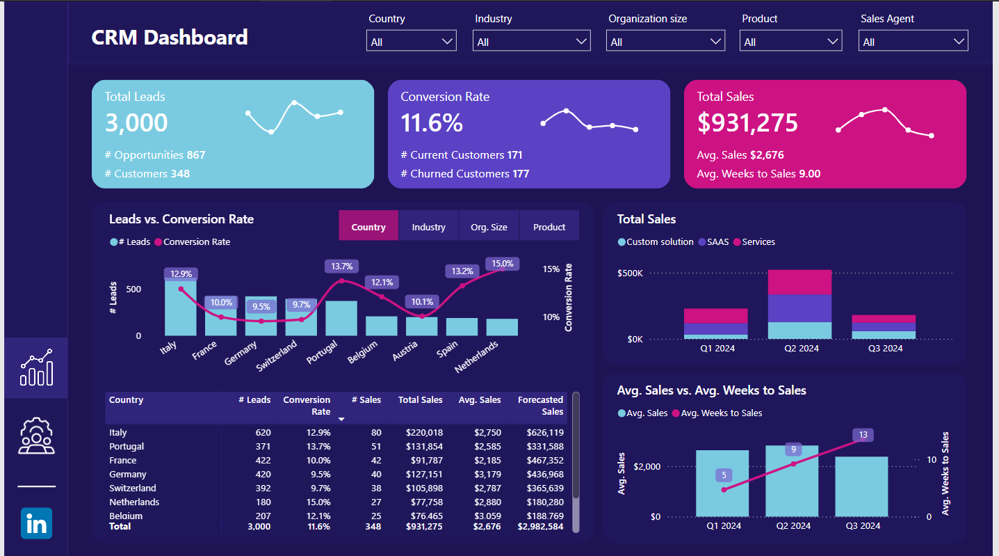 CRM Dashboard
Country Industry Organization size Product Sales Agent
All All All All All
Total Leads
3,000
# Opportunities 867
# Customers 348
Conversion Rate
11.6%
# Current Customers 171
# Churned Customers 177
Total Sales
$931,275
Avg. Sales $2,676
Avg. Weeks to Sales 9.00
Leads vs. Conversion Rate
Country Industry Org. Size Product
# Leads Conversion Rate
# Leads
500
0
12.9% 10.0% 9.5% 9.7% 13.7% 12.1% 10.1% 13.2% 15.0%
15%
10%
Conversion Rate
Italy France Germany Switzerland Portugal Belgium Austria Spain Netherlands
Country # Leads Conversion Rate # Sales Total Sales Avg. Sales Forecasted Sales
Italy 620 12.9% 80 $220,018 $2,750 $626,119
Portugal 371 13.7% 51 $131,854 $2,585 $331,588
France 422 10.0% 42 $91,787 $2,185 $467,352
Germany 420 9.5% 40 $127,151 $3,179 $436,968
Switzerland 392 9.7% 38 $105,898 $2,787 $365,639
Netherlands 180 15.0% 27 $77,758 $2,880 $180,280
Belgium 207 12.1% 25 $76,465 $3,059 $188,769
Total 3,000 11.6% 348 $931,275 $2,676 $2,982,584
Total Sales
Custom solution SAAS Services
$500K
$0K
Q1 2024 Q2 2024 Q3 2024
Avg. Sales vs. Avg. Weeks to Sales
Avg. Sales Avg. Weeks to Sales
Avg. Sales
$2,000
$0
5 9 13
10
0
Avg. Weeks to Sales
Q1 2024 Q2 2024 Q3 2024
in